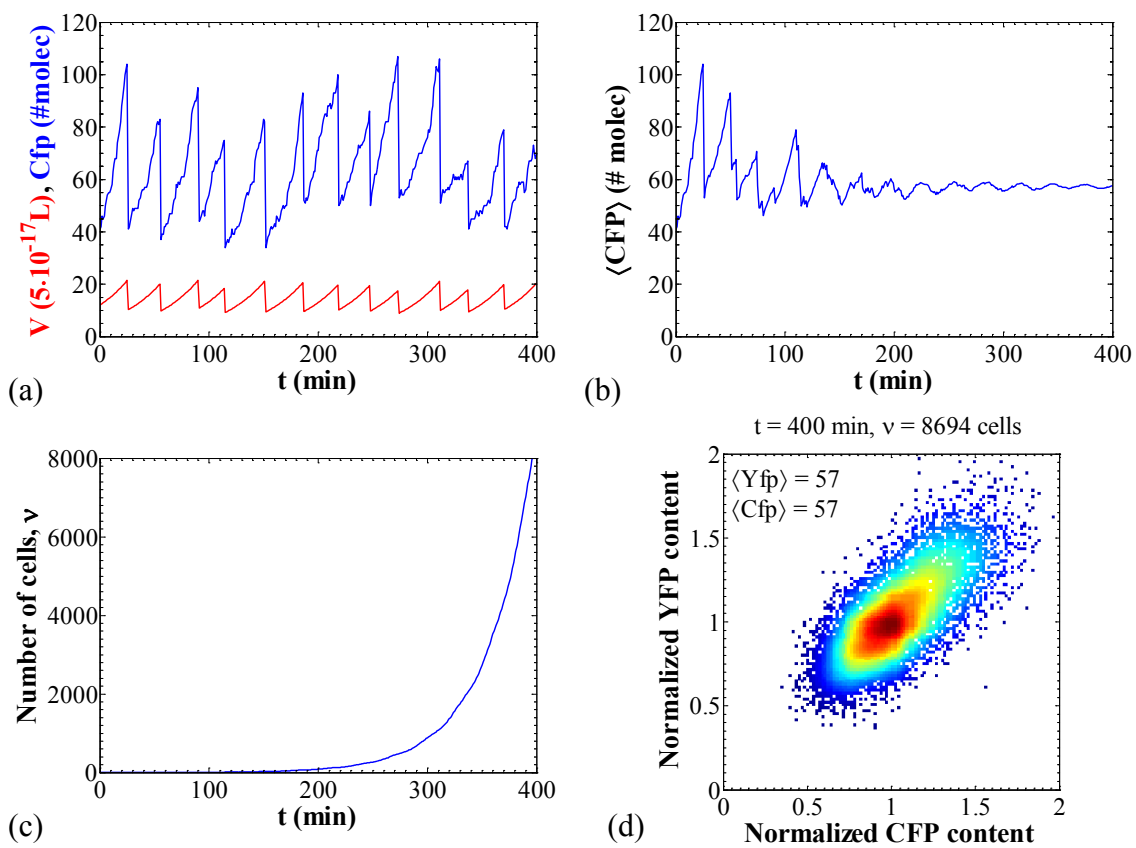 V (5·10⁻¹⁷L), Cfp (#molec)
120
100
80
60
40
20
0
0 100 200 300 400
t (min)
(a)
⟨CFP⟩ (# molec)
120
100
80
60
40
20
0
0 100 200 300 400
t (min)
(b)
Number of cells, ν
8000
6000
4000
2000
0
0 100 200 300 400
t (min)
(c)
t = 400 min, ν = 8694 cells
⟨Yfp⟩ = 57
⟨Cfp⟩ = 57
Normalized YFP content
2
1.5
1
0.5
0
0 0.5 1 1.5 2
Normalized CFP content
(d)